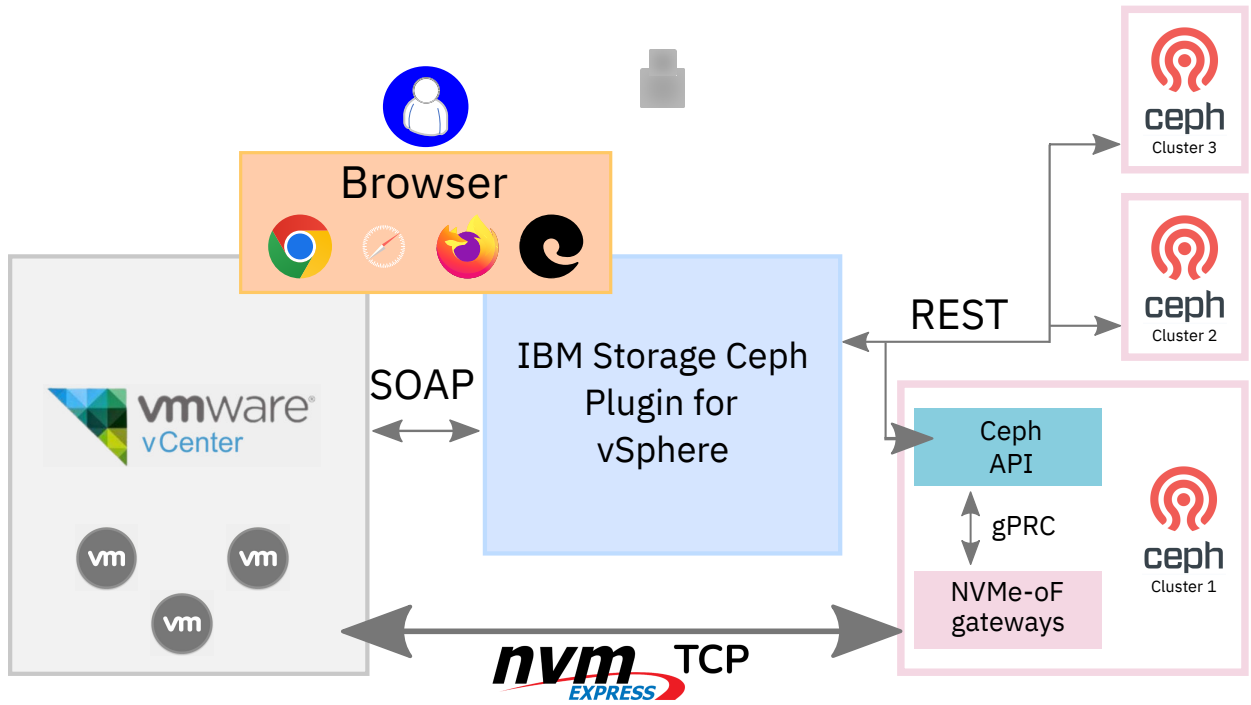 Browser
vmware®
vCenter
vm
vm
vm
SOAP
IBM Storage Ceph
Plugin for
vSphere
REST
ceph
Cluster 3
ceph
Cluster 2
Ceph
API
gPRC
NVMe-oF
gateways
ceph
Cluster 1
nvm
EXPRESS
TCP